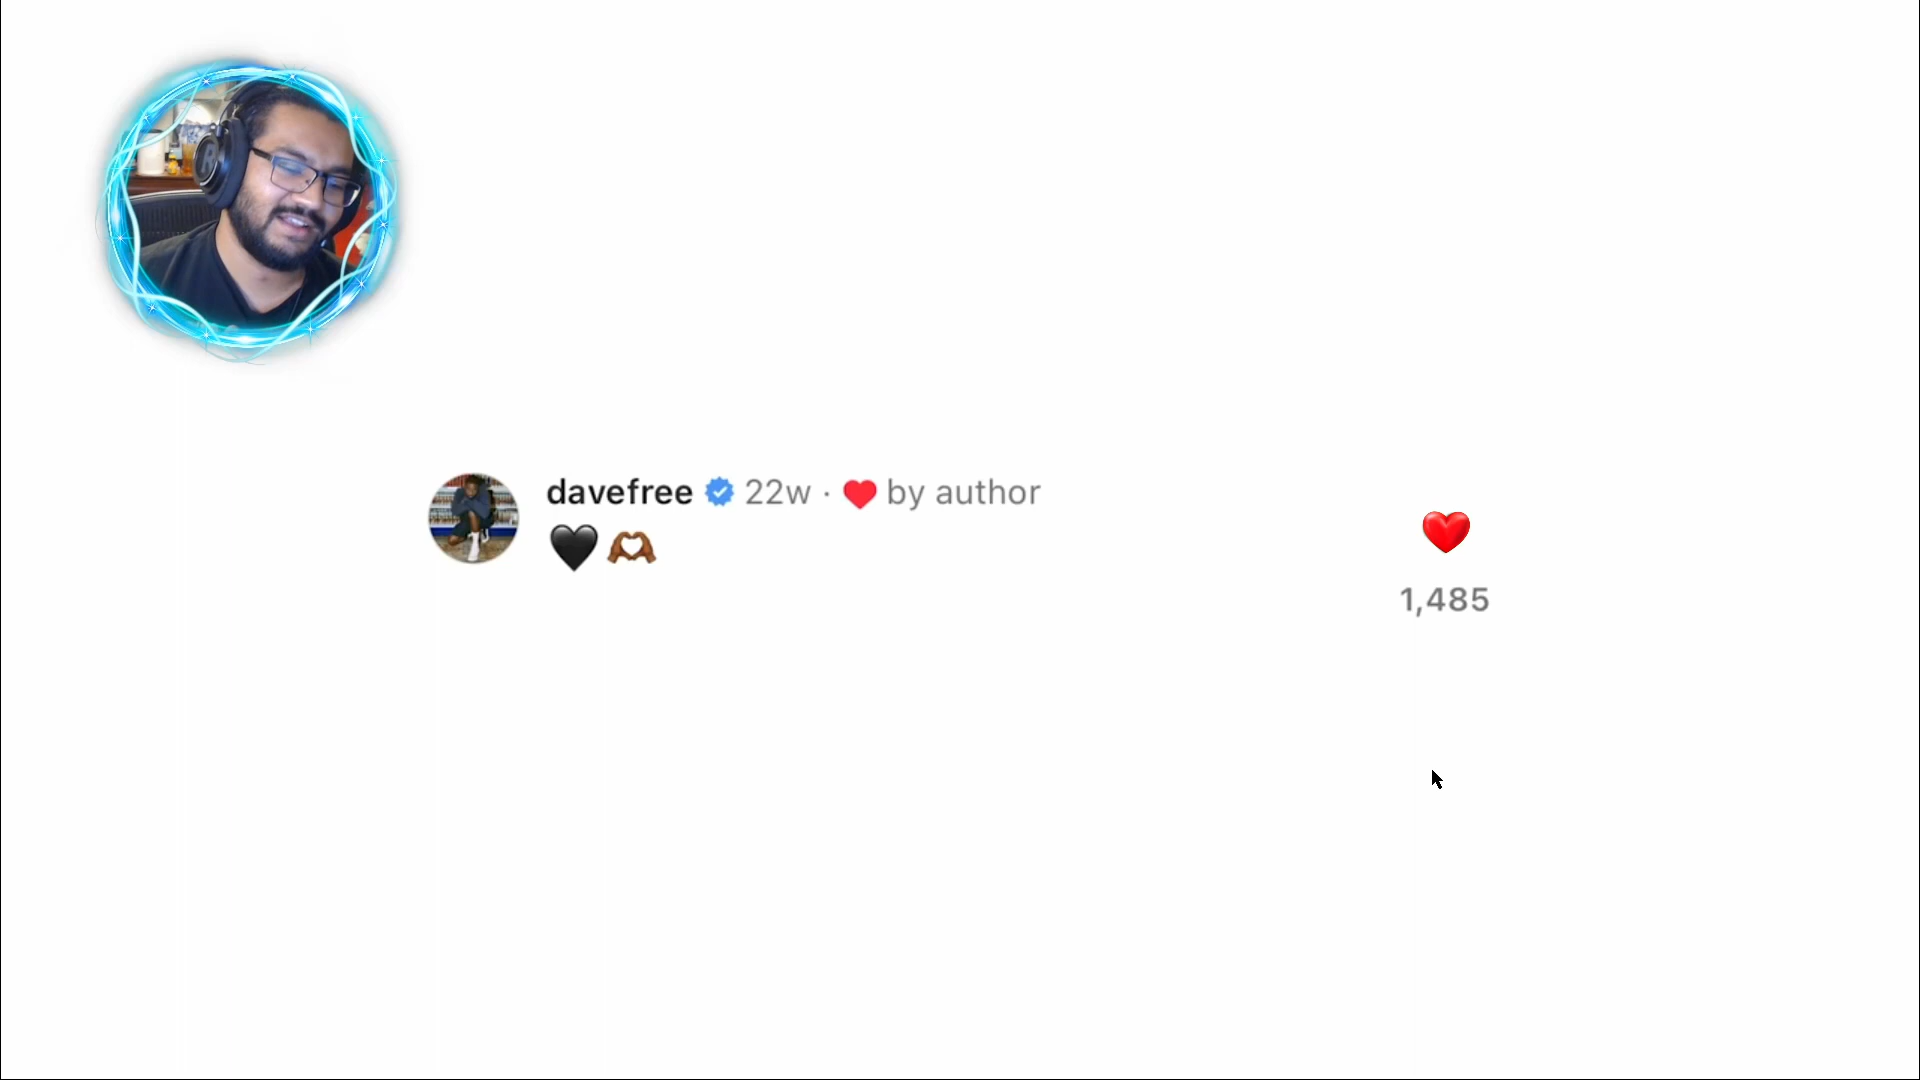 davefree 22w · ❤️ by author
🖤 🫶🏾
1,485